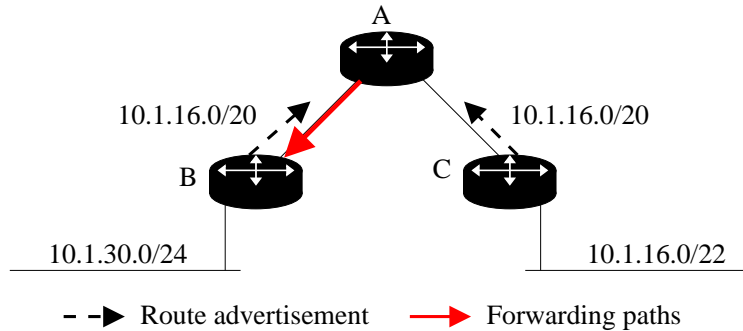 A
10.1.16.0/20
10.1.16.0/20
B
C
10.1.30.0/24
10.1.16.0/22
Route advertisement
Forwarding paths